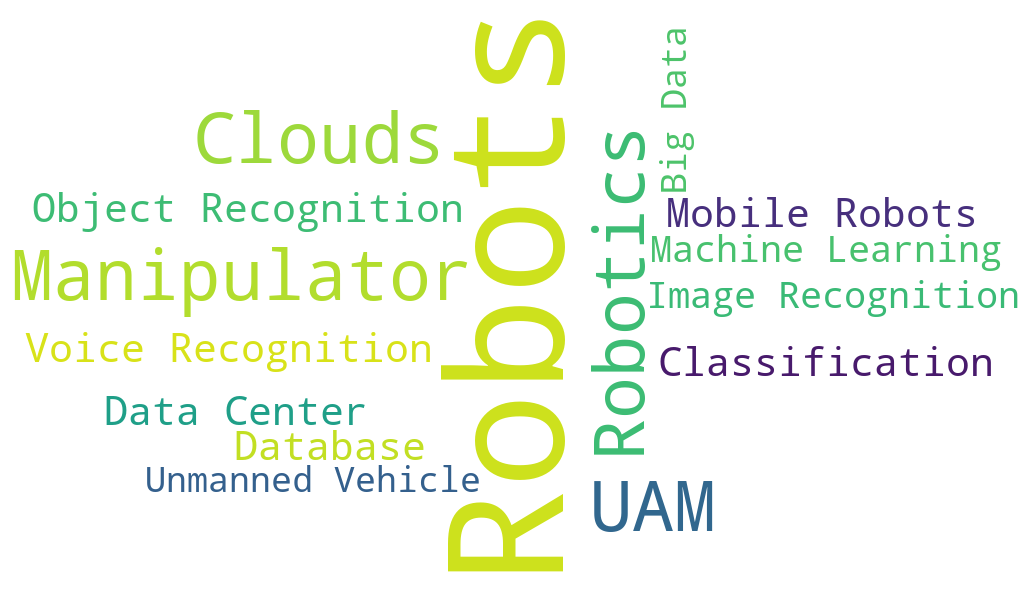 Clouds
Object Recognition
Manipulator
Voice Recognition
Data Center
Database
Unmanned Vehicle
Robots
Robotics
Big Data
Mobile Robots
Machine Learning
Image Recognition
Classification
UAM